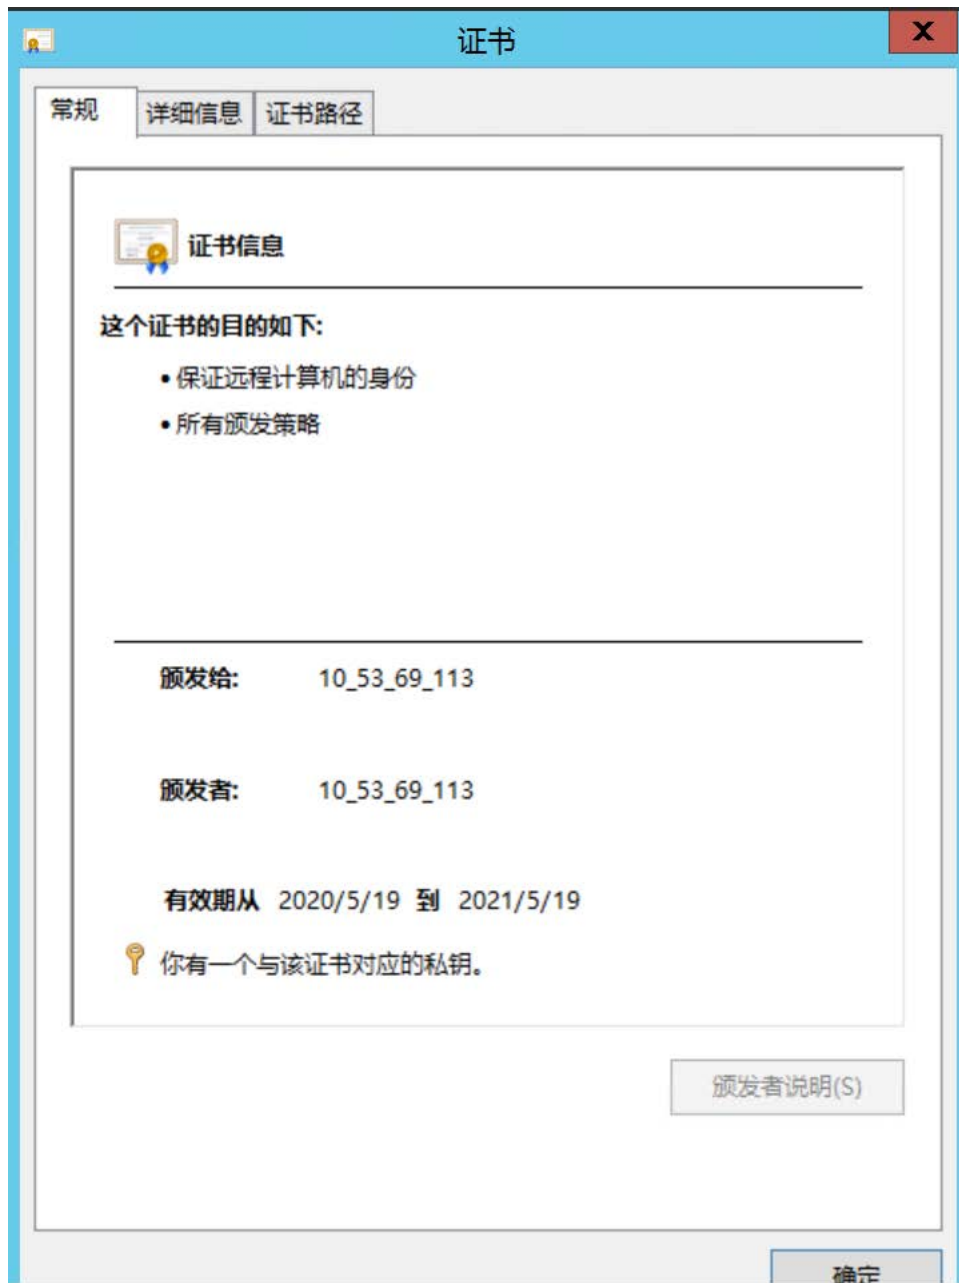 证书
常规 详细信息 证书路径
证书信息
这个证书的目的如下:
• 保证远程计算机的身份
• 所有颁发策略
颁发给: 10_53_69_113
颁发者: 10_53_69_113
有效期从 2020/5/19 到 2021/5/19
你有一个与该证书对应的私钥。
颁发者说明(S)
确定